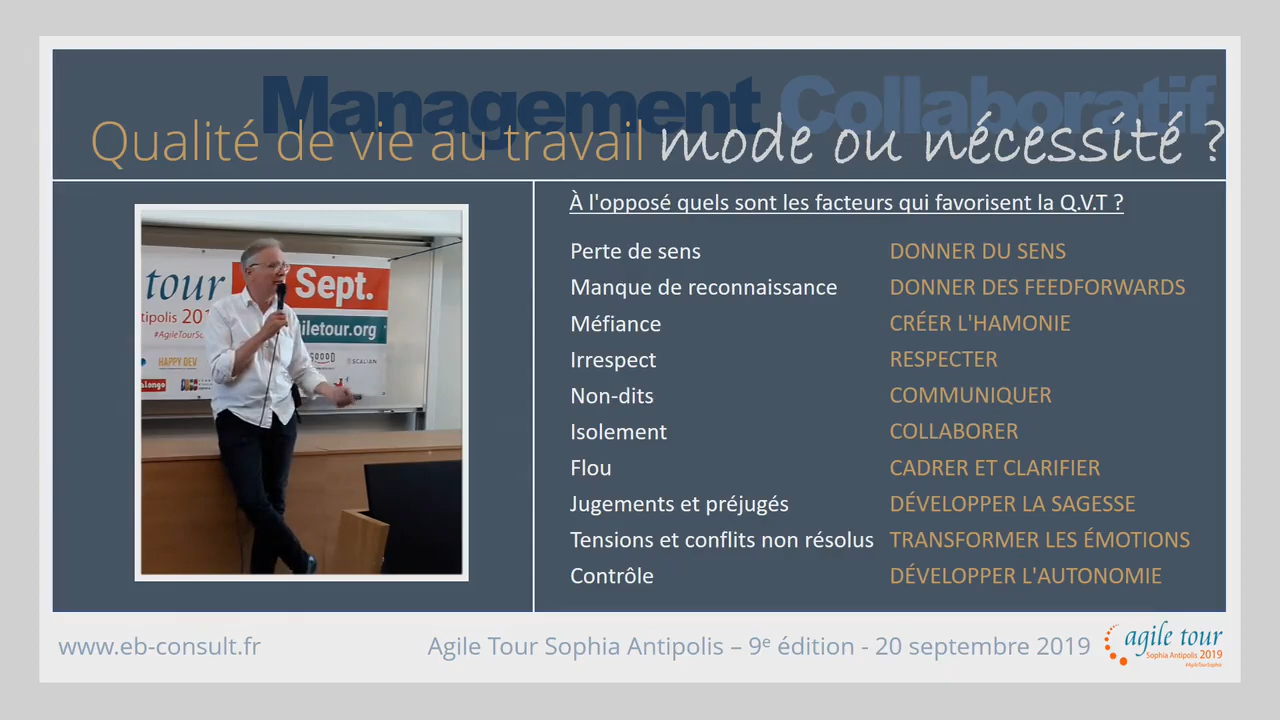 Management Collaboratif
Qualité de vie au travail mode ou nécessité ?
À l'opposé quels sont les facteurs qui favorisent la Q.V.T ?
Perte de sens DONNER DU SENS
Manque de reconnaissance DONNER DES FEEDFORWARDS
Méfiance CRÉER L'HAMONIE
Irrespect RESPECTER
Non-dits COMMUNIQUER
Isolement COLLABORER
Flou CADRER ET CLARIFIER
Jugements et préjugés DÉVELOPPER LA SAGESSE
Tensions et conflits non résolus TRANSFORMER LES ÉMOTIONS
Contrôle DÉVELOPPER L'AUTONOMIE
tour
Sept.
tipolis 201
iletour.org
#AgileTourSo
HAPPY DEV
SCALIAN
www.eb-consult.fr
Agile Tour Sophia Antipolis – 9e édition - 20 septembre 2019
agile tour
Sophia Antipolis 2019
#AgileTourSophia